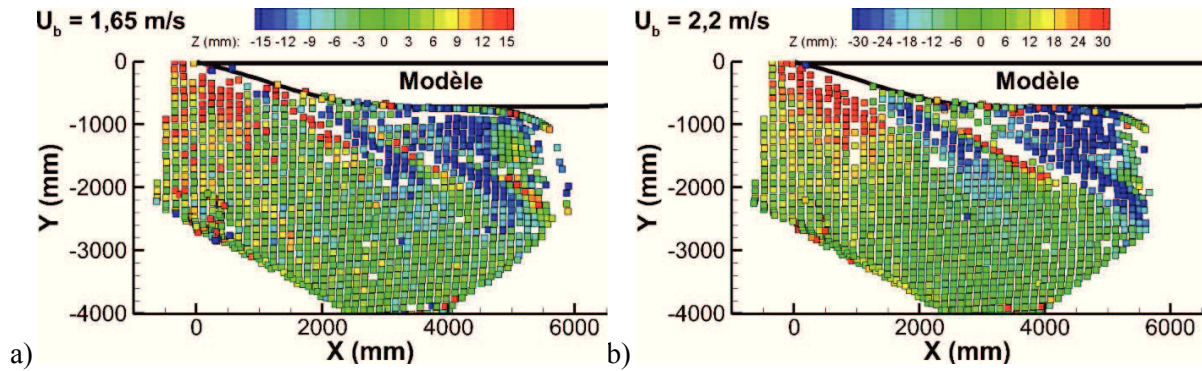 U_b = 1,65 m/s
Z (mm): -15 -12 -9 -6 -3 0 3 6 9 12 15
0
Modèle
-1000
-2000
-3000
-4000
Y (mm)
0 2000 4000 6000
X (mm)
a)
U_b = 2,2 m/s
Z (mm): -30 -24 -18 -12 -6 0 6 12 18 24 30
0
Modèle
-1000
-2000
-3000
-4000
Y (mm)
0 2000 4000 6000
X (mm)
b)